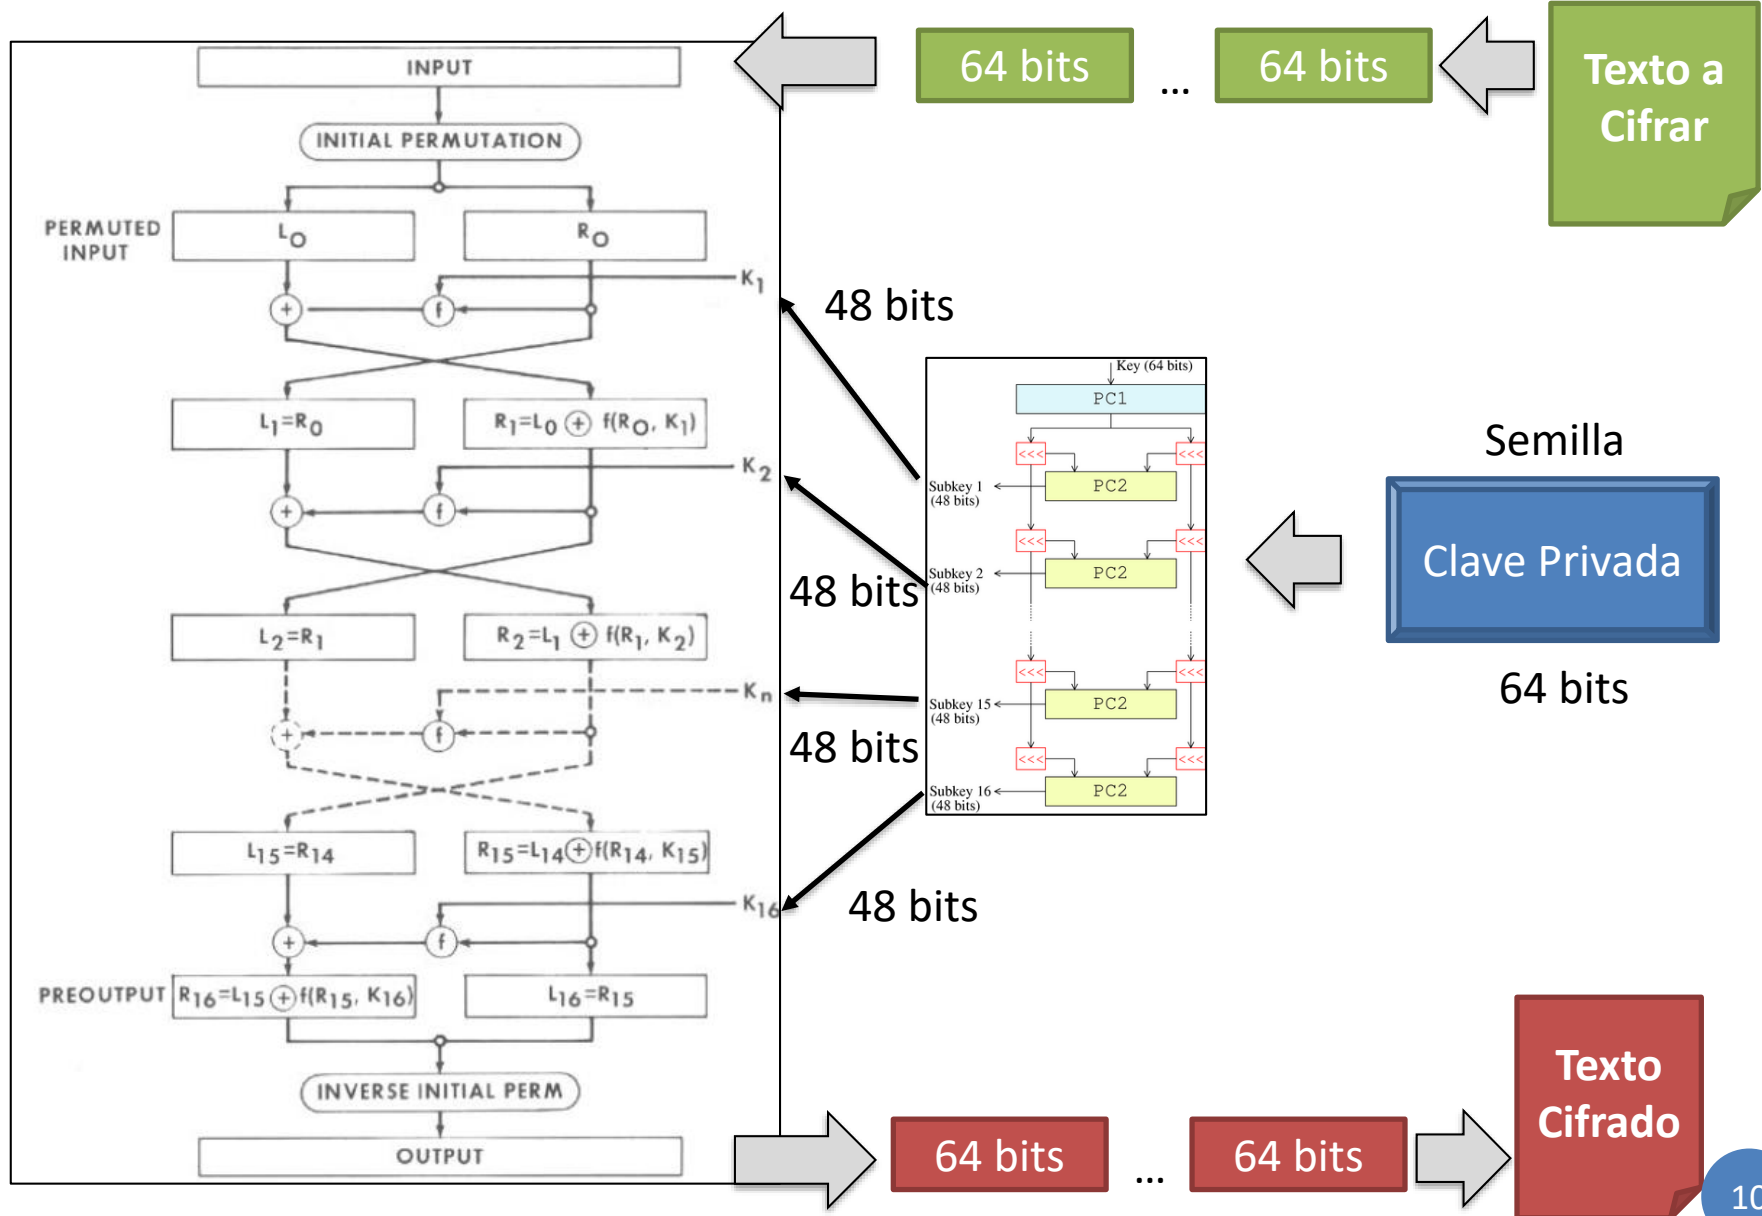 INPUT
INITIAL PERMUTATION
PERMUTED
INPUT
L0
R0
K1
+
f
L1=R0
R1=L0 ⊕ f(R0, K1)
K2
+
f
L2=R1
R2=L1 ⊕ f(R1, K2)
Kn
+
f
L15=R14
R15=L14⊕f(R14, K15)
K16
+
f
PREOUTPUT
R16=L15⊕f(R15, K16)
L16=R15
INVERSE INITIAL PERM
OUTPUT
64 bits
...
64 bits
Texto a
Cifrar
48 bits
48 bits
48 bits
48 bits
Key (64 bits)
PC1
<<<
<<<
Subkey 1
(48 bits)
PC2
<<<
<<<
Subkey 2
(48 bits)
PC2
<<<
<<<
Subkey 15
(48 bits)
PC2
<<<
<<<
Subkey 16
(48 bits)
PC2
Semilla
Clave Privada
64 bits
64 bits
...
64 bits
Texto
Cifrado
10